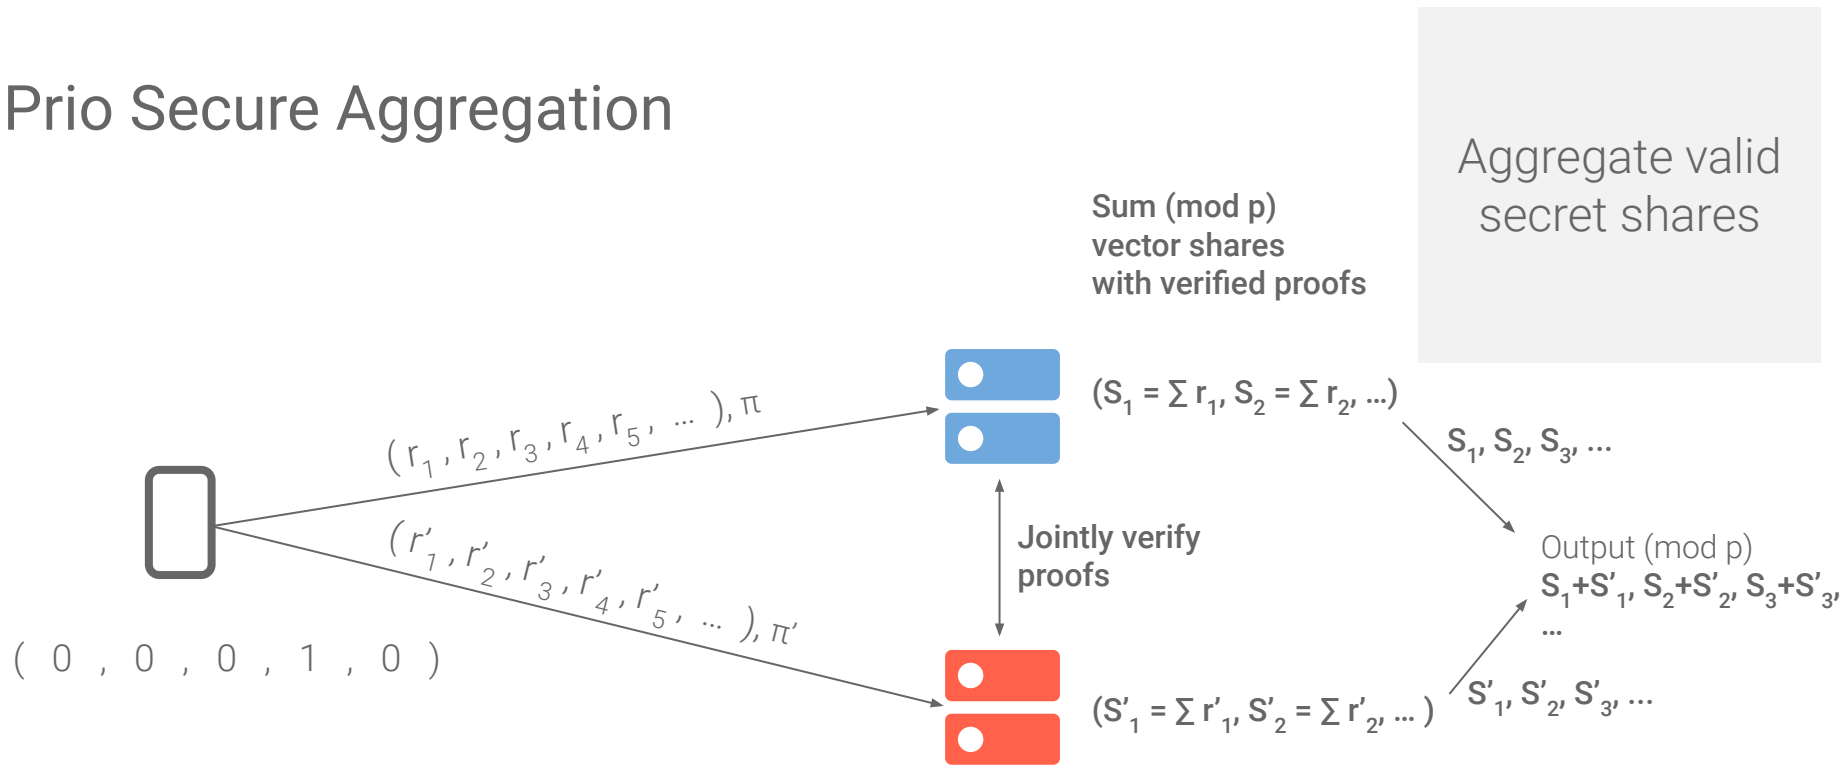 Prio Secure Aggregation
Aggregate valid
secret shares
Sum (mod p)
vector shares
with verified proofs
( r₁ , r₂ , r₃ , r₄ , r₅ , ... ), π
(S₁ = ∑ r₁, S₂ = ∑ r₂, ...)
S₁, S₂, S₃, ...
( r’₁ , r’₂ , r’₃ , r’₄ , r’₅ , ... ), π’
Jointly verify
proofs
Output (mod p)
S₁+S’₁, S₂+S’₂, S₃+S’₃,
...
( 0 , 0 , 0 , 1 , 0 )
(S’₁ = ∑ r’₁, S’₂ = ∑ r’₂, ... )
S’₁, S’₂, S’₃, ...